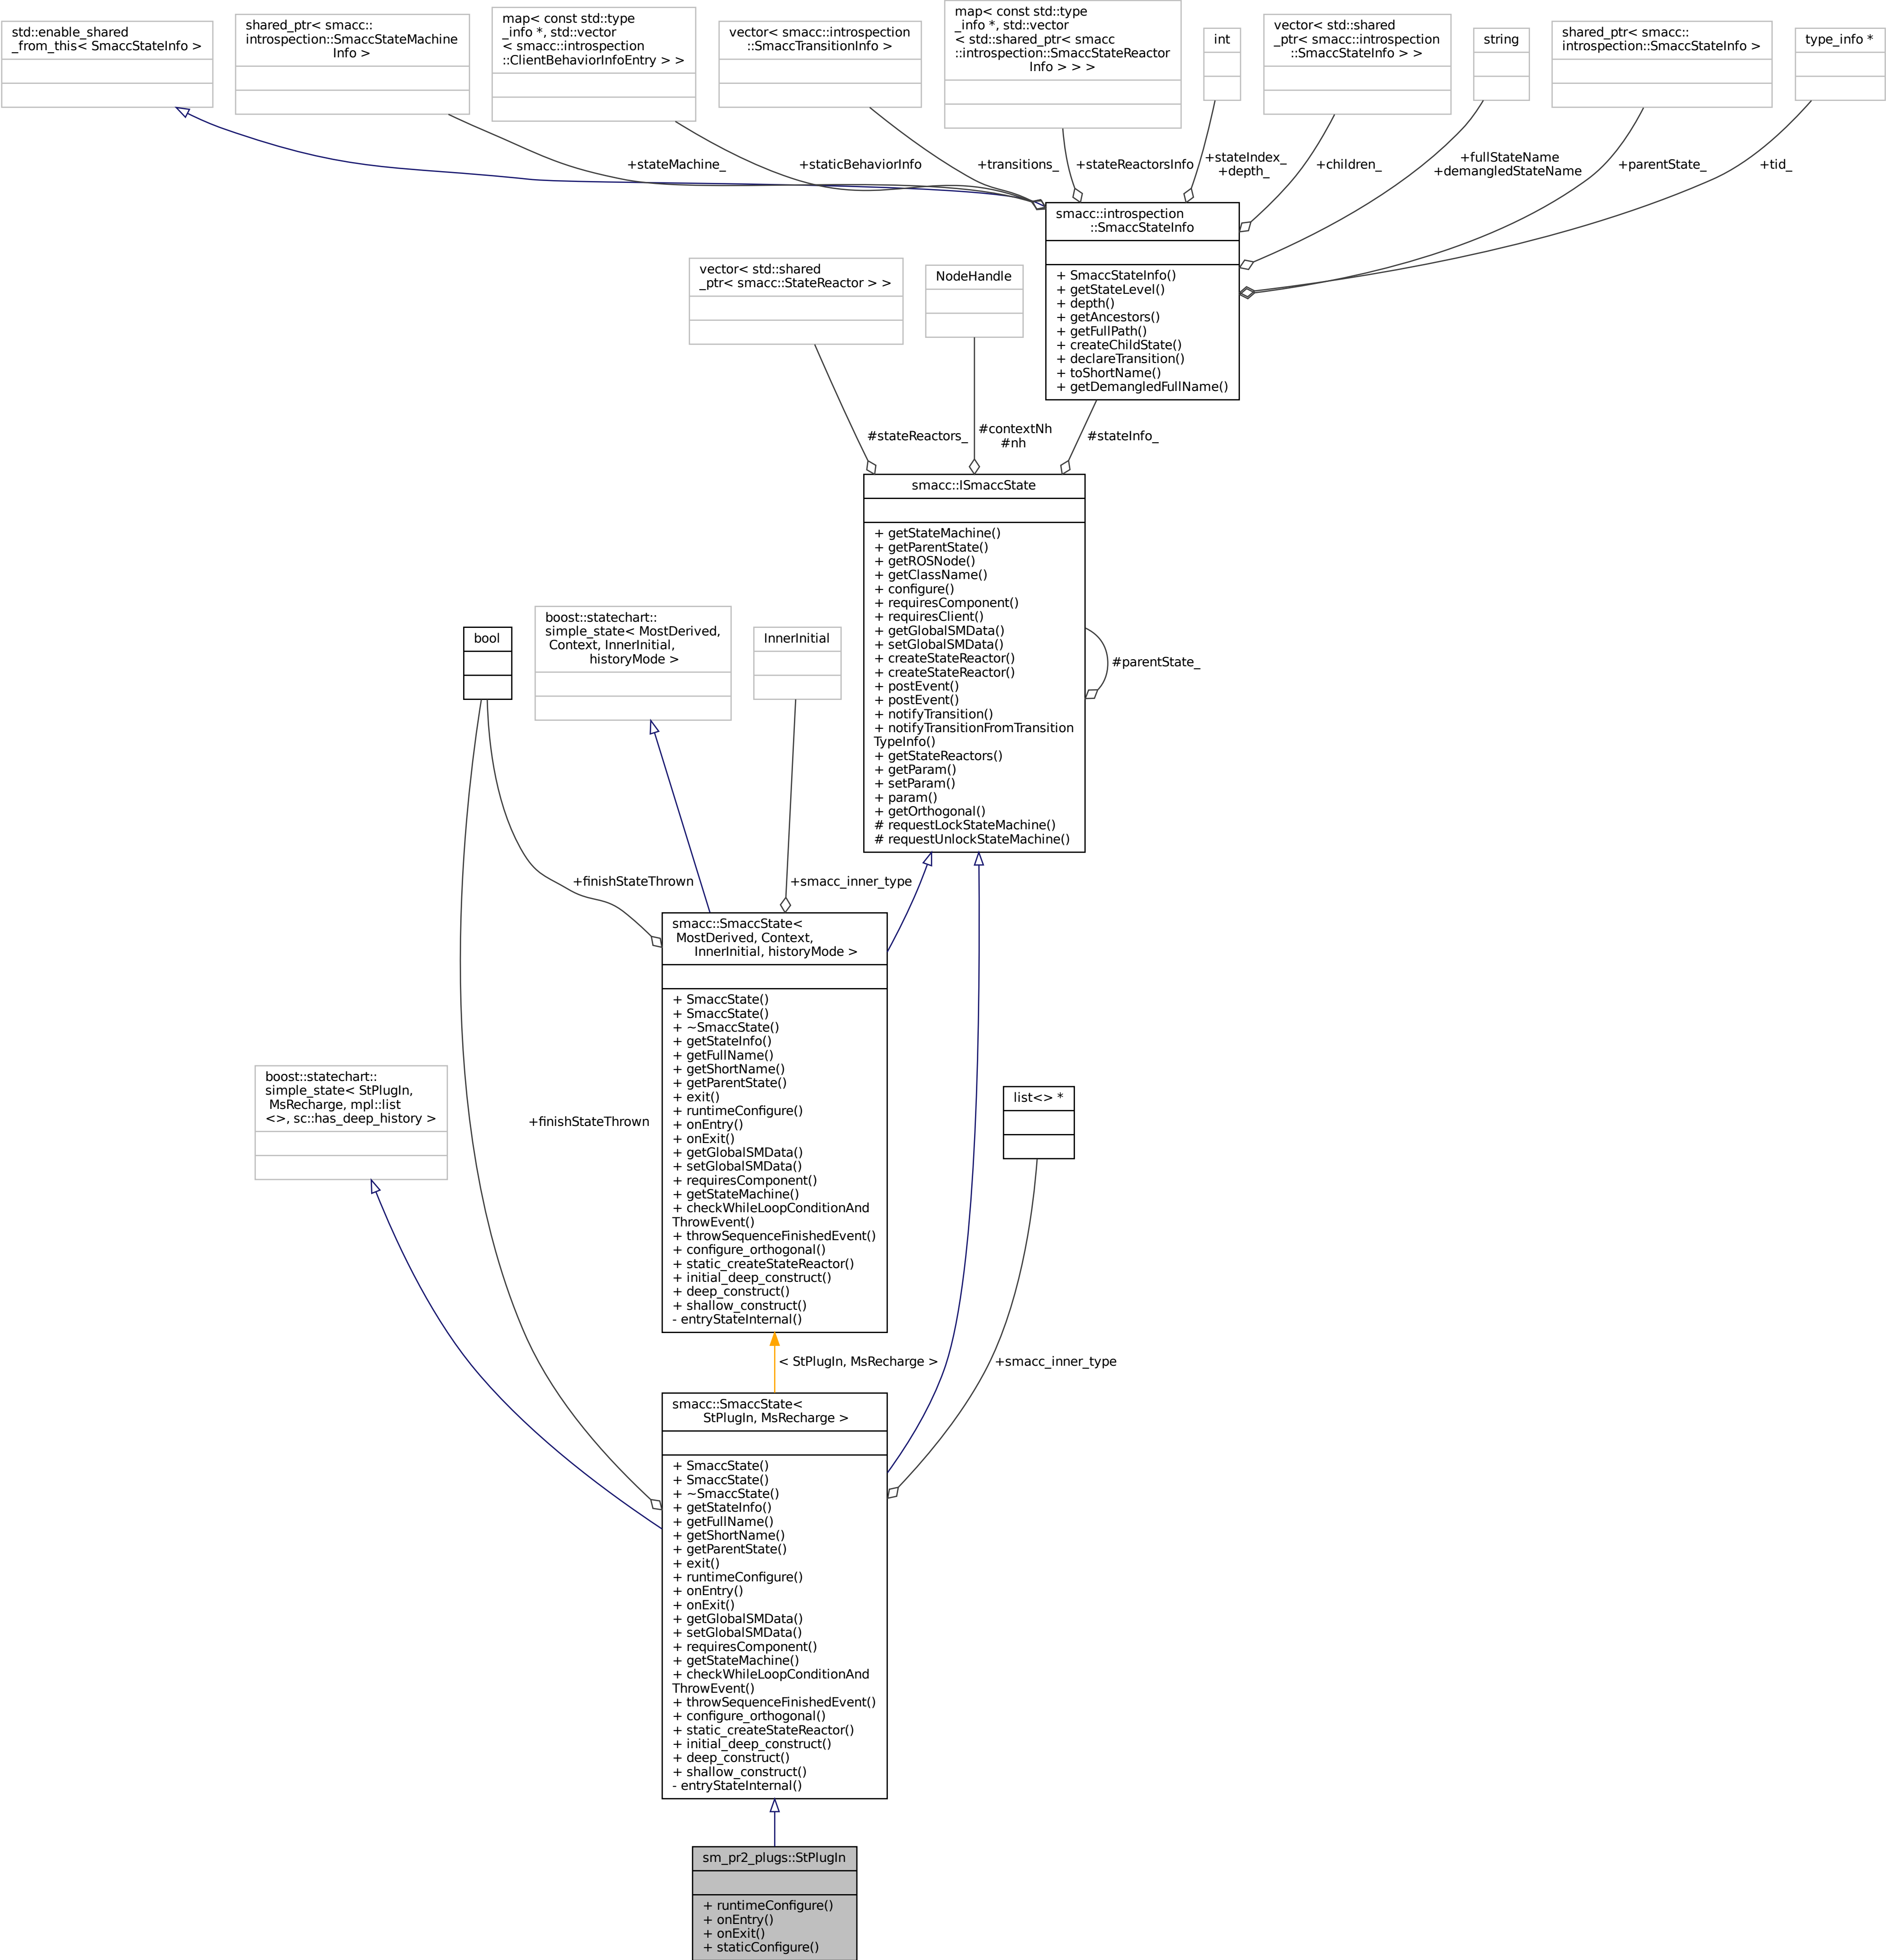 std::enable_shared
_from_this< SmaccStateInfo >
shared_ptr< smacc::
introspection::SmaccStateMachine
Info >
map< const std::type
_info *, std::vector
< smacc::introspection
::ClientBehaviorInfoEntry > >
vector< smacc::introspection
::SmaccTransitionInfo >
map< const std::type
_info *, std::vector
< std::shared_ptr< smacc
::introspection::SmaccStateReactor
Info > > >
int
vector< std::shared
_ptr< smacc::introspection
::SmaccStateInfo > >
string
shared_ptr< smacc::
introspection::SmaccStateInfo >
type_info *
+stateMachine_
+staticBehaviorInfo
+transitions_
+stateReactorsInfo
+stateIndex_
+depth_
+children_
+fullStateName
+demangledStateName
+parentState_
+tid_
smacc::introspection
::SmaccStateInfo
+ SmaccStateInfo()
+ getStateLevel()
+ depth()
+ getAncestors()
+ getFullPath()
+ createChildState()
+ declareTransition()
+ toShortName()
+ getDemangledFullName()
vector< std::shared
_ptr< smacc::StateReactor > >
NodeHandle
#stateReactors_
#contextNh
#nh
#stateInfo_
smacc::ISmaccState
+ getStateMachine()
+ getParentState()
+ getROSNode()
+ getClassName()
+ configure()
+ requiresComponent()
+ requiresClient()
+ getGlobalSMData()
+ setGlobalSMData()
+ createStateReactor()
+ createStateReactor()
+ postEvent()
+ postEvent()
+ notifyTransition()
+ notifyTransitionFromTransition
TypeInfo()
+ getStateReactors()
+ getParam()
+ setParam()
+ param()
+ getOrthogonal()
# requestLockStateMachine()
# requestUnlockStateMachine()
#parentState_
bool
boost::statechart::
simple_state< MostDerived,
Context, InnerInitial,
historyMode >
InnerInitial
+finishStateThrown
+smacc_inner_type
smacc::SmaccState<
MostDerived, Context,
InnerInitial, historyMode >
+ SmaccState()
+ SmaccState()
+ ~SmaccState()
+ getStateInfo()
+ getFullName()
+ getShortName()
+ getParentState()
+ exit()
+ runtimeConfigure()
+ onEntry()
+ onExit()
+ getGlobalSMData()
+ setGlobalSMData()
+ requiresComponent()
+ getStateMachine()
+ checkWhileLoopConditionAnd
ThrowEvent()
+ throwSequenceFinishedEvent()
+ configure_orthogonal()
+ static_createStateReactor()
+ initial_deep_construct()
+ deep_construct()
+ shallow_construct()
- entryStateInternal()
boost::statechart::
simple_state< StPlugIn,
MsRecharge, mpl::list
<>, sc::has_deep_history >
+finishStateThrown
list<> *
< StPlugIn, MsRecharge >
+smacc_inner_type
smacc::SmaccState<
StPlugIn, MsRecharge >
+ SmaccState()
+ SmaccState()
+ ~SmaccState()
+ getStateInfo()
+ getFullName()
+ getShortName()
+ getParentState()
+ exit()
+ runtimeConfigure()
+ onEntry()
+ onExit()
+ getGlobalSMData()
+ setGlobalSMData()
+ requiresComponent()
+ getStateMachine()
+ checkWhileLoopConditionAnd
ThrowEvent()
+ throwSequenceFinishedEvent()
+ configure_orthogonal()
+ static_createStateReactor()
+ initial_deep_construct()
+ deep_construct()
+ shallow_construct()
- entryStateInternal()
sm_pr2_plugs::StPlugIn
+ runtimeConfigure()
+ onEntry()
+ onExit()
+ staticConfigure()